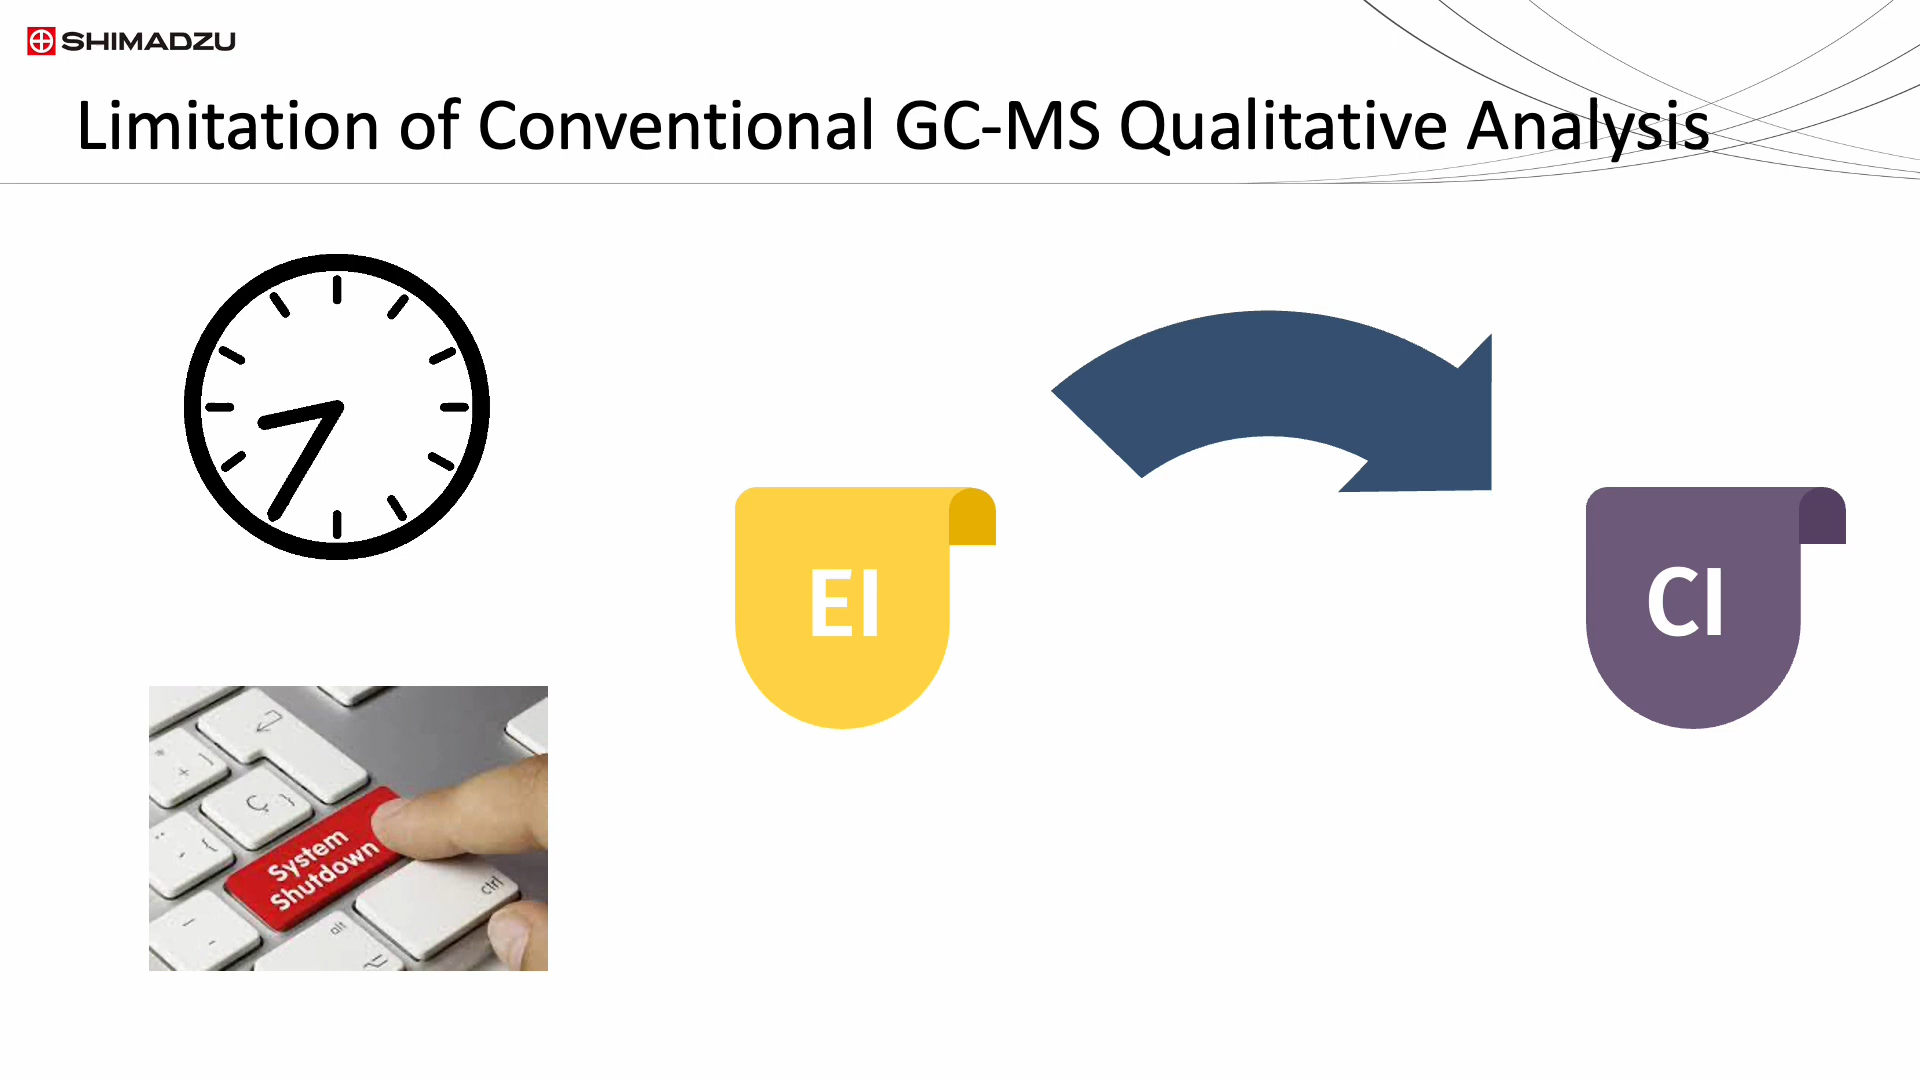 SHIMADZU
Limitation of Conventional GC-MS Qualitative Analysis
EI
CI
System
Shutdown
ctrl
alt